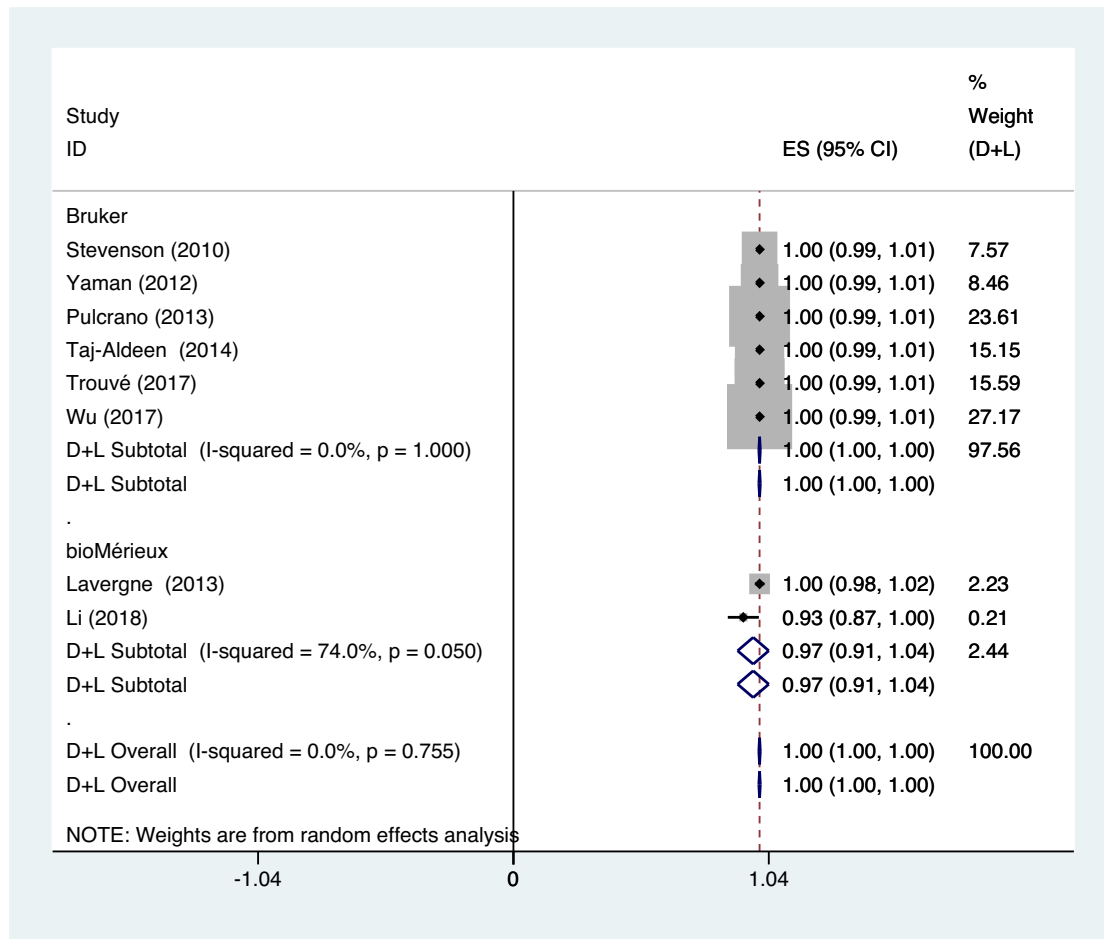 %
Study Weight
ID ES (95% CI) (D+L)
Bruker
Stevenson (2010) 1.00 (0.99, 1.01) 7.57
Yaman (2012) 1.00 (0.99, 1.01) 8.46
Pulcrano (2013) 1.00 (0.99, 1.01) 23.61
Taj-Aldeen (2014) 1.00 (0.99, 1.01) 15.15
Trouvé (2017) 1.00 (0.99, 1.01) 15.59
Wu (2017) 1.00 (0.99, 1.01) 27.17
D+L Subtotal (I-squared = 0.0%, p = 1.000) 1.00 (1.00, 1.00) 97.56
D+L Subtotal 1.00 (1.00, 1.00)
.
bioMérieux
Lavergne (2013) 1.00 (0.98, 1.02) 2.23
Li (2018) 0.93 (0.87, 1.00) 0.21
D+L Subtotal (I-squared = 74.0%, p = 0.050) 0.97 (0.91, 1.04) 2.44
D+L Subtotal 0.97 (0.91, 1.04)
.
D+L Overall (I-squared = 0.0%, p = 0.755) 1.00 (1.00, 1.00) 100.00
D+L Overall 1.00 (1.00, 1.00)
NOTE: Weights are from random effects analysis
-1.04 0 1.04